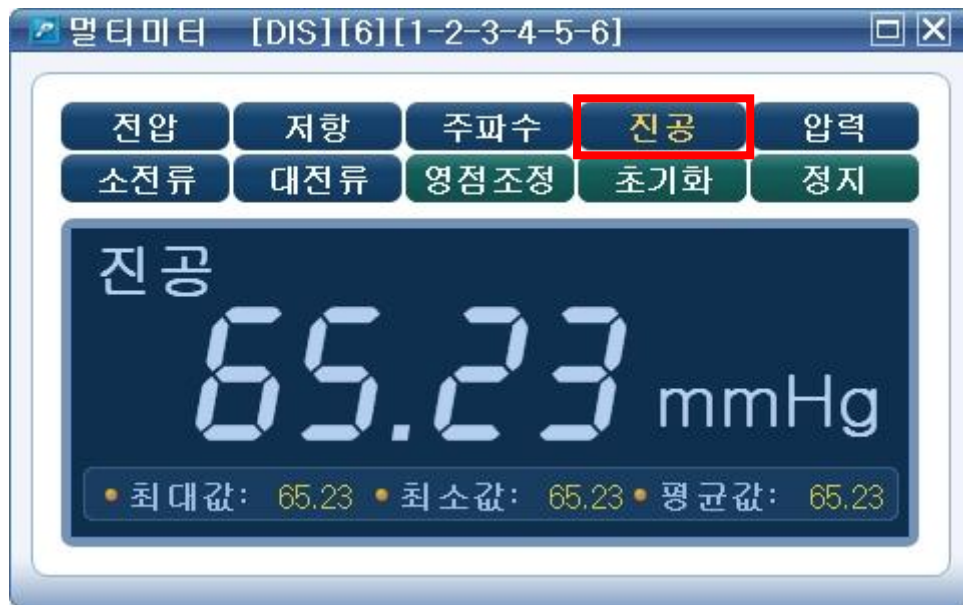 멀티미터 [DIS][6][1-2-3-4-5-6]
전압 저항 주파수 진공 압력
소전류 대전류 영점조정 초기화 정지
진공
65.23 mmHg
최대값: 65.23 최소값: 65.23 평균값: 65.23